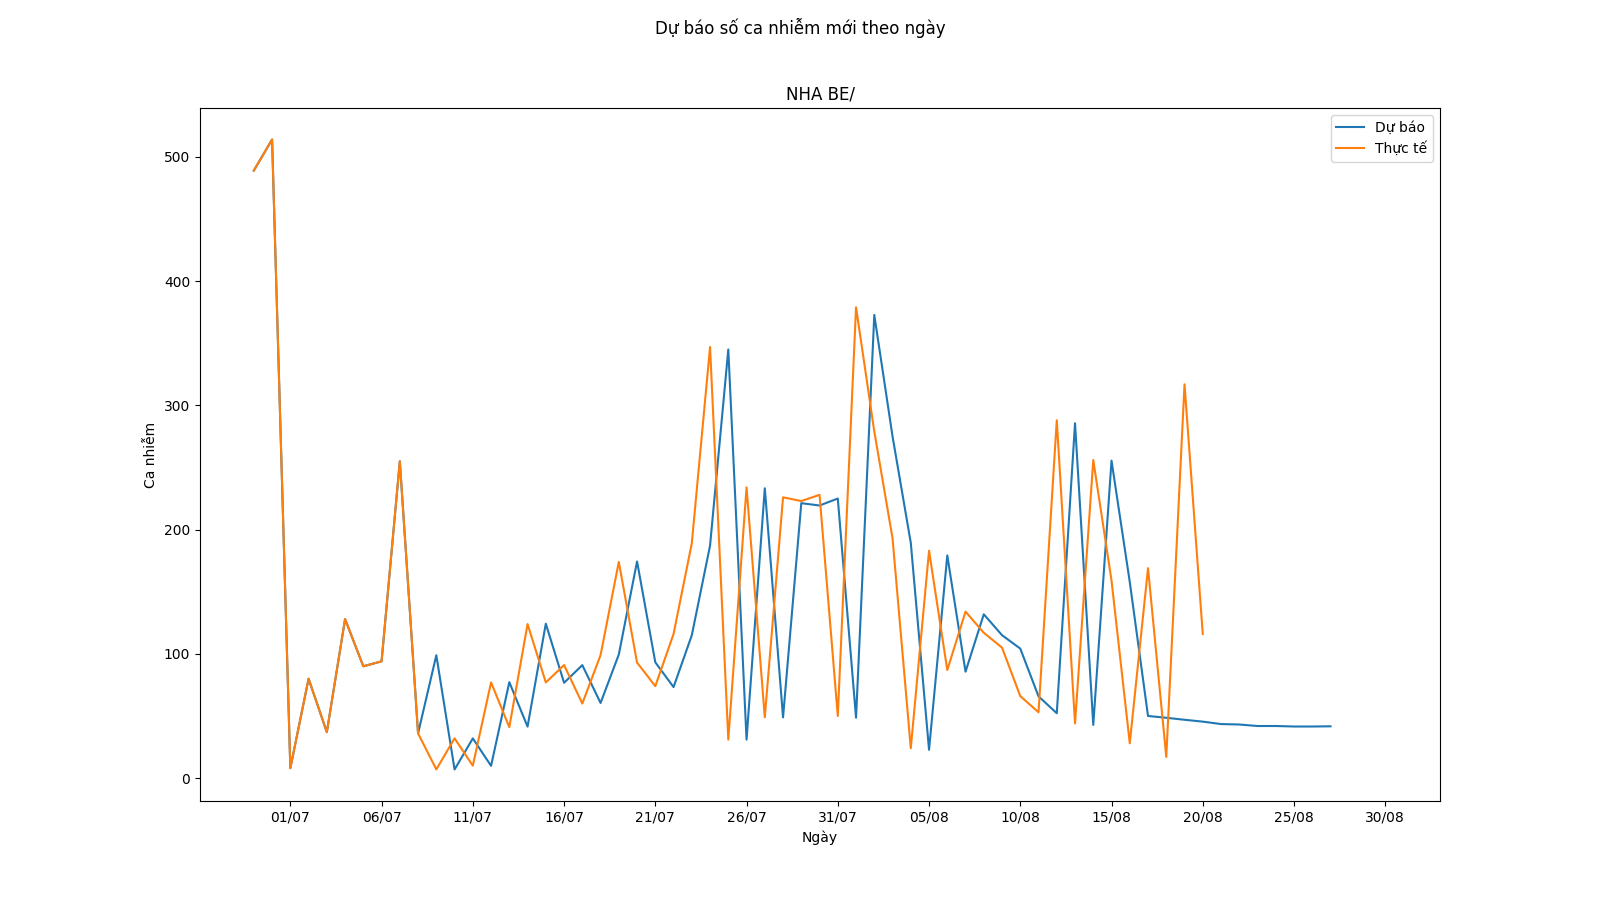 Dự báo số ca nhiễm mới theo ngày
NHA BE/
Dự báo
Thực tế
500
400
300
200
100
0
Ca nhiễm
01/07 06/07 11/07 16/07 21/07 26/07 31/07 05/08 10/08 15/08 20/08 25/08 30/08
Ngày